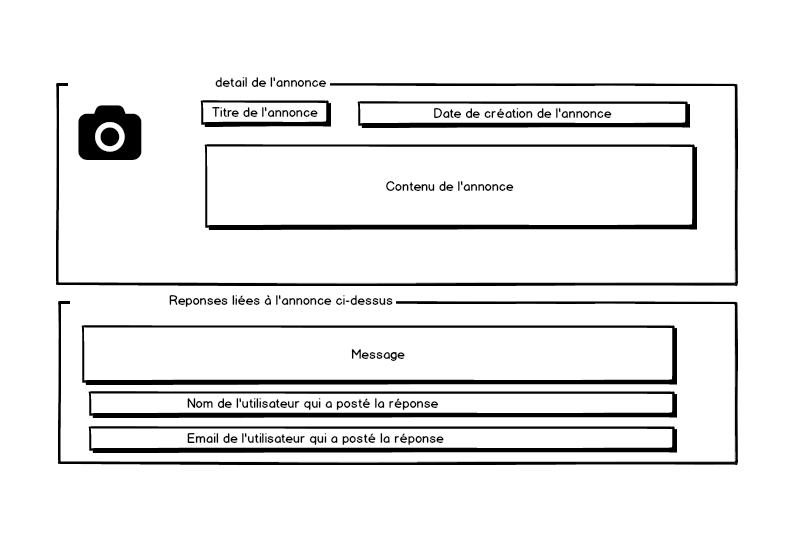 detail de l'annonce
Titre de l'annonce
Date de création de l'annonce
Contenu de l'annonce
Reponses liées à l'annonce ci-dessus
Message
Nom de l'utilisateur qui a posté la réponse
Email de l'utilisateur qui a posté la réponse